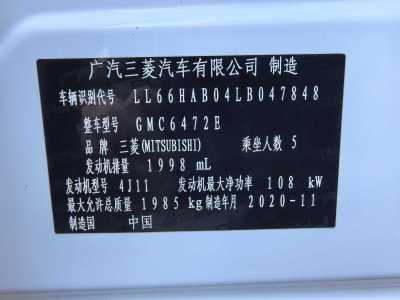 广汽三菱汽车有限公司 制造
车辆识别代号 LL66HAB04LB047848
整车型号 GMC6472E
品 牌 三菱(MITSUBISHI) 乘坐人数 5
发动机排量 1998 mL
发动机型号 4J11 发动机最大净功率 108 kW
最大允许总质量 1985 kg 制造年月 2020-11
制造国 中国